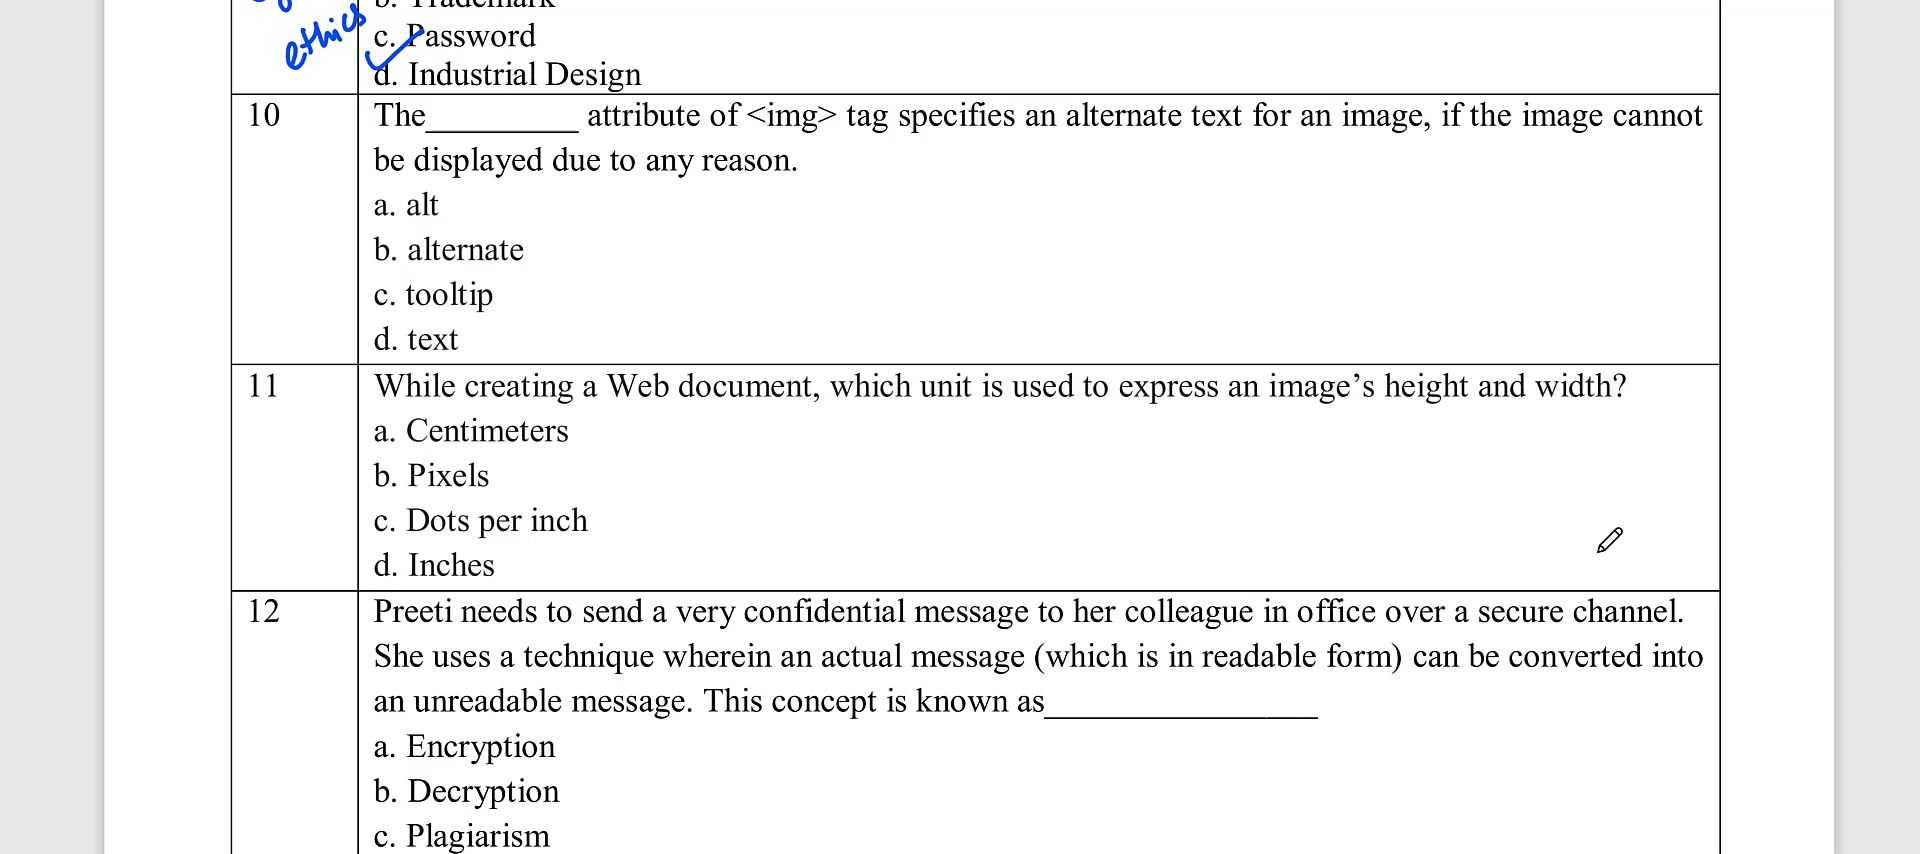 b. Trademark
ethics
c. Password
d. Industrial Design
10
The_________ attribute of <img> tag specifies an alternate text for an image, if the image cannot
be displayed due to any reason.
a. alt
b. alternate
c. tooltip
d. text
11
While creating a Web document, which unit is used to express an image’s height and width?
a. Centimeters
b. Pixels
c. Dots per inch
d. Inches
12
Preeti needs to send a very confidential message to her colleague in office over a secure channel.
She uses a technique wherein an actual message (which is in readable form) can be converted into
an unreadable message. This concept is known as________________
a. Encryption
b. Decryption
c. Plagiarism